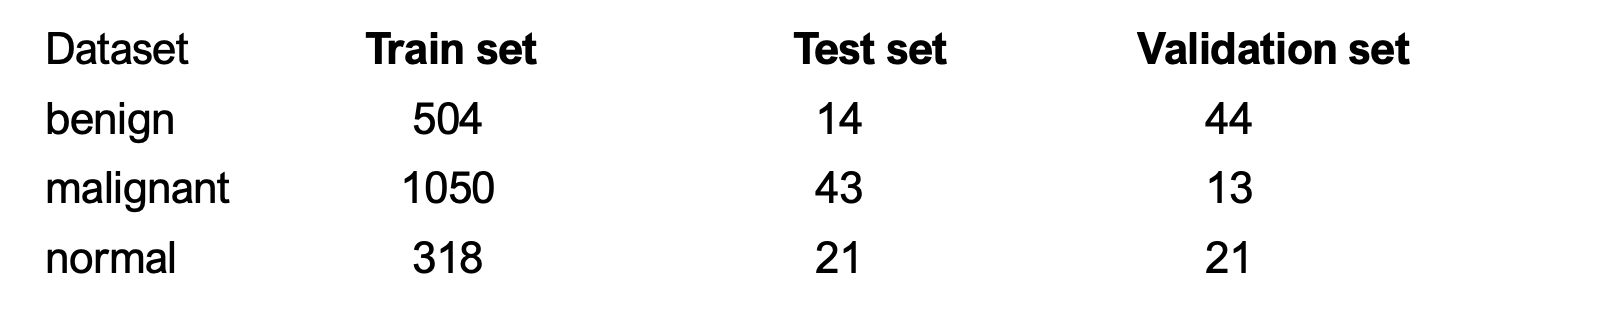 Dataset Train set Test set Validation set
benign 504 14 44
malignant 1050 43 13
normal 318 21 21